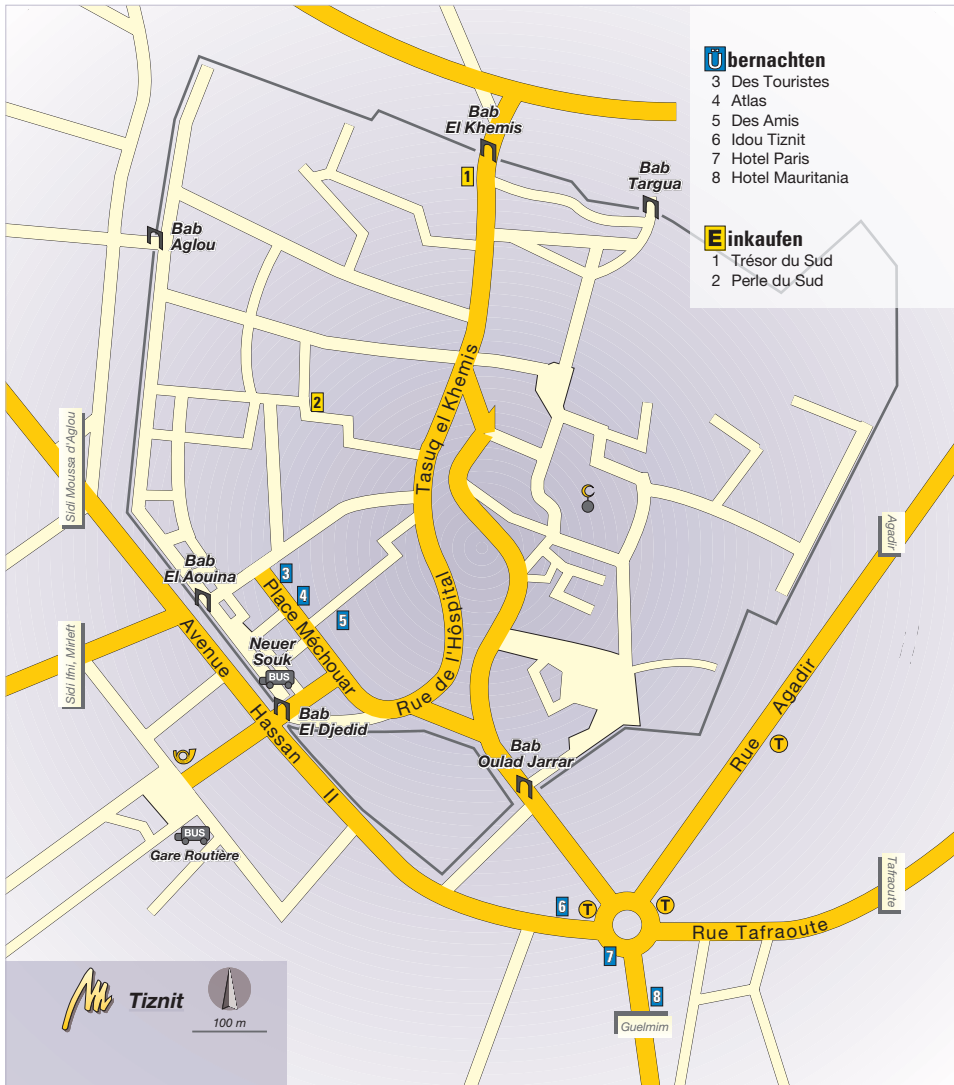 Übernachten
3 Des Touristes
4 Atlas
5 Des Amis
6 Idou Tiznit
7 Hotel Paris
8 Hotel Mauritania
Einkaufen
1 Trésor du Sud
2 Perle du Sud
Bab
El Khemis
1
Bab
Targua
Bab
Aglou
Tasuq el Khemis
2
Sidi Moussa d'Aglou
Agadir
Bab
El Aouina
3
4
5
Place Méchouar
Rue de l'Hôspital
Neuer
Souk
BUS
Sidi Ifni, Mirleft
Avenue Hassan II
Bab
El Djedid
Bab
Oulad Jarrar
Rue Agadir
T
BUS
Gare Routière
Tafraoute
6
T
T
Rue Tafraoute
7
8
Guelmim
Tiznit
100 m